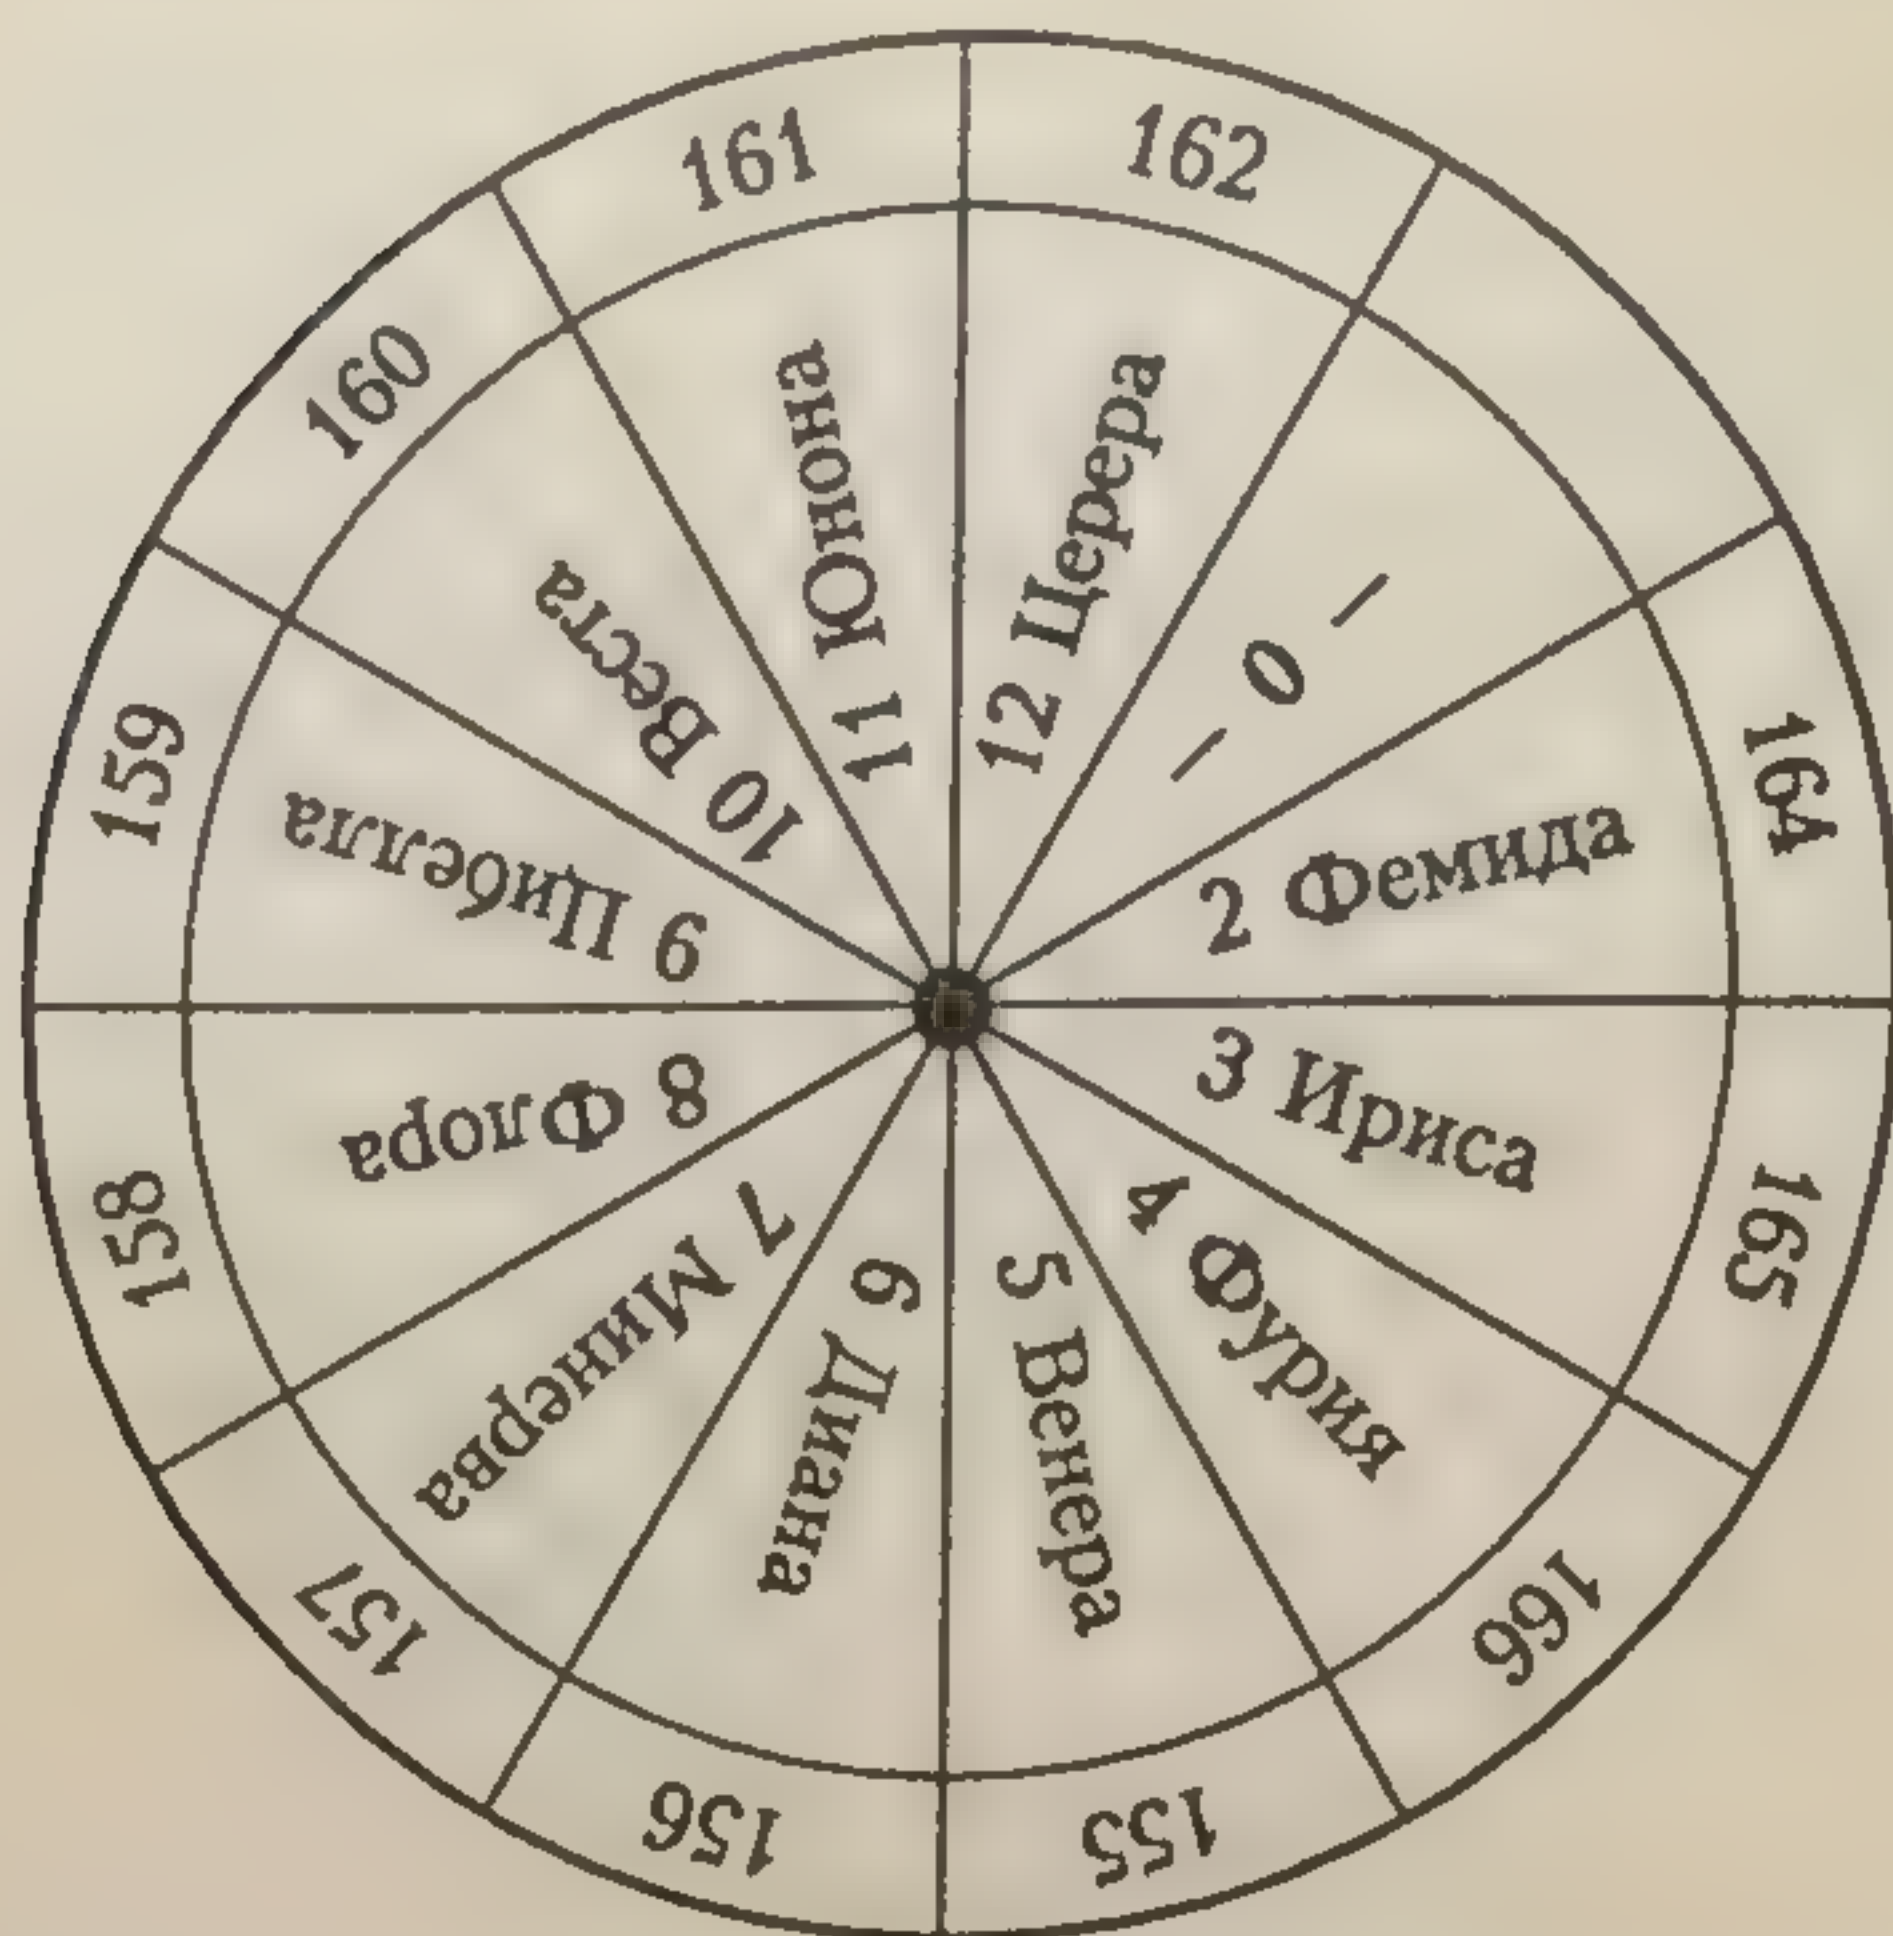 161
162
164
165
166
155
156
157
158
159
160
12 Церера
– 0 –
2 Фемида
3 Ириса
4 Фурия
5 Венера
6 Диана
7 Минерва
8 Флора
9 Цибелла
10 Веста
11 Юнона